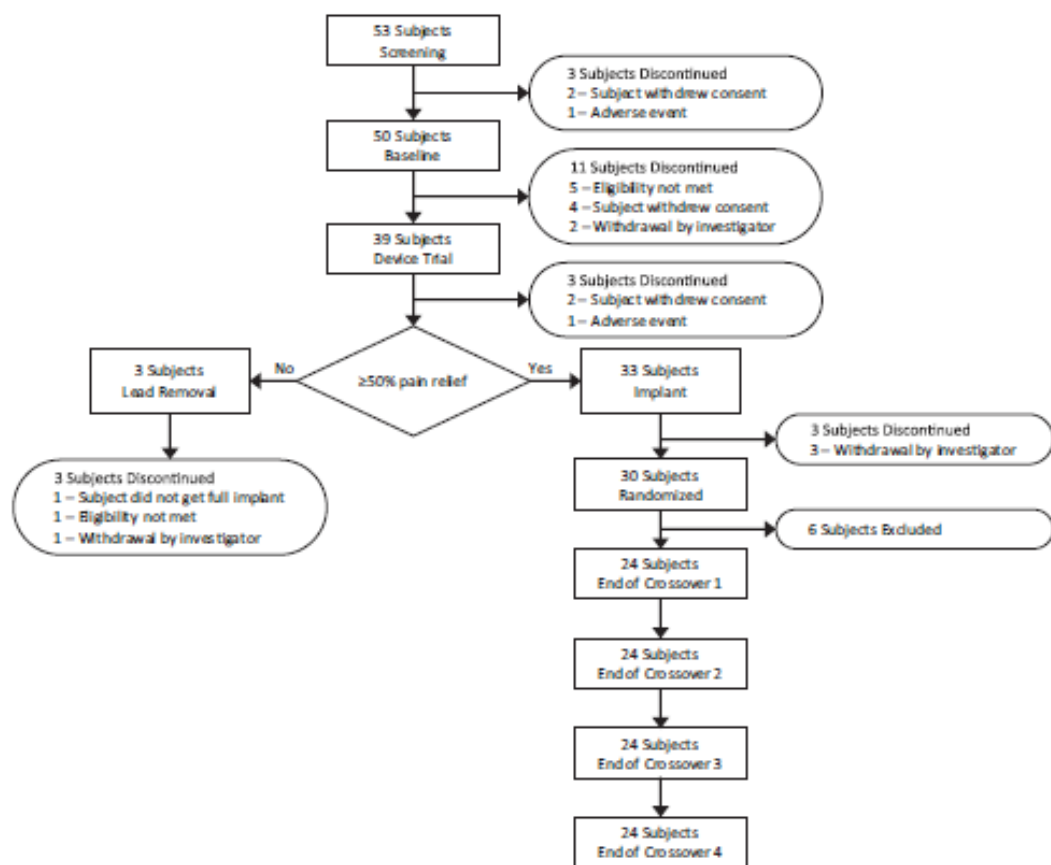 53 Subjects
Screening
3 Subjects Discontinued
2 – Subject withdrew consent
1 – Adverse event
50 Subjects
Baseline
11 Subjects Discontinued
5 – Eligibility not met
4 – Subject withdrew consent
2 – Withdrawal by investigator
39 Subjects
Device Trial
3 Subjects Discontinued
2 – Subject withdrew consent
1 – Adverse event
3 Subjects
Lead Removal
No
≥50% pain relief
Yes
33 Subjects
Implant
3 Subjects Discontinued
3 – Withdrawal by investigator
3 Subjects Discontinued
1 – Subject did not get full implant
1 – Eligibility not met
1 – Withdrawal by investigator
30 Subjects
Randomized
6 Subjects Excluded
24 Subjects
End of Crossover 1
24 Subjects
End of Crossover 2
24 Subjects
End of Crossover 3
24 Subjects
End of Crossover 4